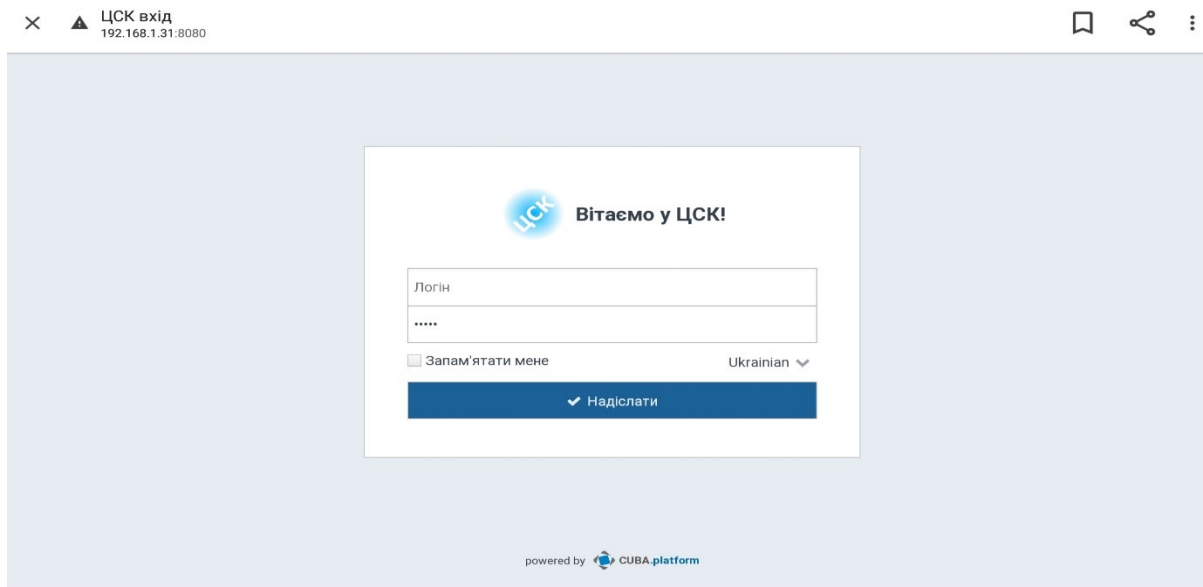 ЦСК вхід
192.168.1.31:8080
ЦСК Вітаємо у ЦСК!
Логін
•••••
Запам'ятати мене Ukrainian
Надіслати
powered by CUBA.platform